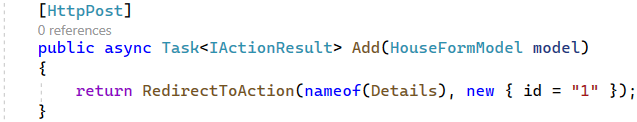 [HttpPost]
0 references
public async Task<IActionResult> Add(HouseFormModel model)
{
return RedirectToAction(nameof(Details), new { id = "1" });
}